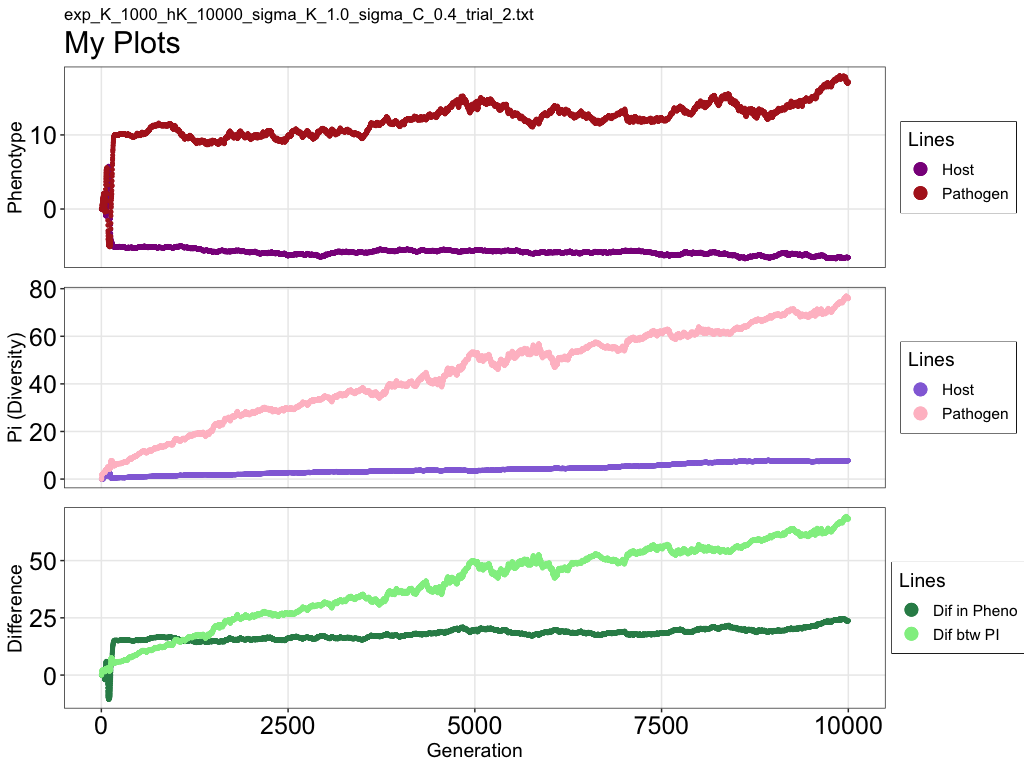 exp_K_1000_hK_10000_sigma_K_1.0_sigma_C_0.4_trial_2.txt
My Plots
Phenotype
10
0
Lines
Host
Pathogen
Pi (Diversity)
80
60
40
20
0
Lines
Host
Pathogen
Difference
50
25
0
Lines
Dif in Pheno
Dif btw PI
0 2500 5000 7500 10000
Generation